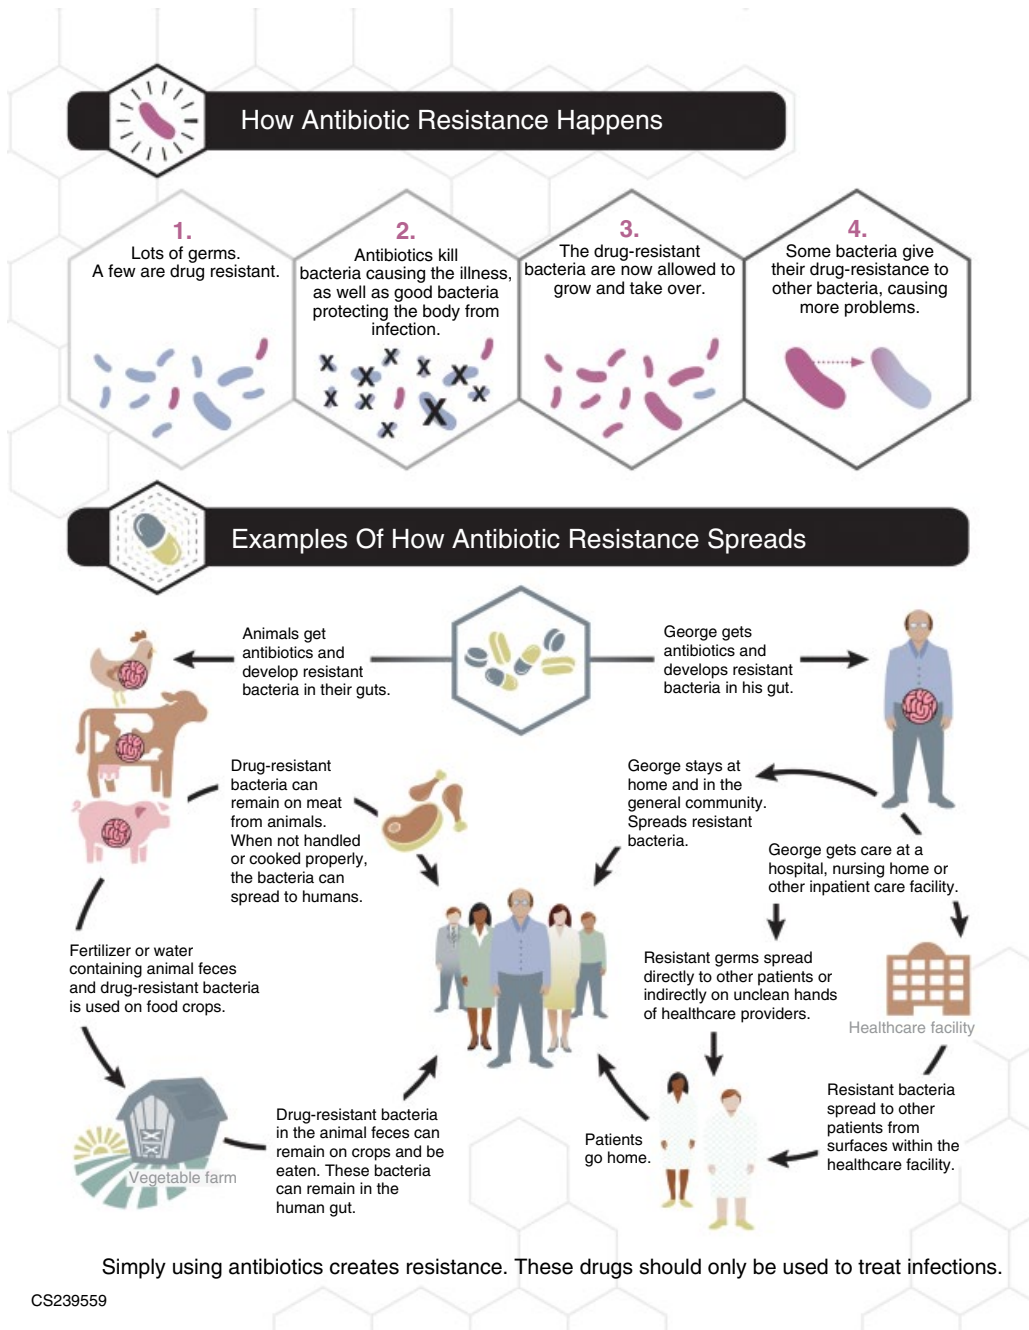 How Antibiotic Resistance Happens
1.
Lots of germs.
A few are drug resistant.
2.
Antibiotics kill
bacteria causing the illness,
as well as good bacteria
protecting the body from
infection.
3.
The drug-resistant
bacteria are now allowed to
grow and take over.
4.
Some bacteria give
their drug-resistance to
other bacteria, causing
more problems.
X X X X X X X X X X
Examples Of How Antibiotic Resistance Spreads
Animals get
antibiotics and
develop resistant
bacteria in their guts.
George gets
antibiotics and
develops resistant
bacteria in his gut.
Drug-resistant
bacteria can
remain on meat
from animals.
When not handled
or cooked properly,
the bacteria can
spread to humans.
George stays at
home and in the
general community.
Spreads resistant
bacteria.
George gets care at a
hospital, nursing home or
other inpatient care facility.
Fertilizer or water
containing animal feces
and drug-resistant bacteria
is used on food crops.
Resistant germs spread
directly to other patients or
indirectly on unclean hands
of healthcare providers.
Healthcare facility
Drug-resistant bacteria
in the animal feces can
remain on crops and be
eaten. These bacteria
can remain in the
human gut.
Vegetable farm
Patients
go home.
Resistant bacteria
spread to other
patients from
surfaces within the
healthcare facility.
Simply using antibiotics creates resistance. These drugs should only be used to treat infections.
CS239559